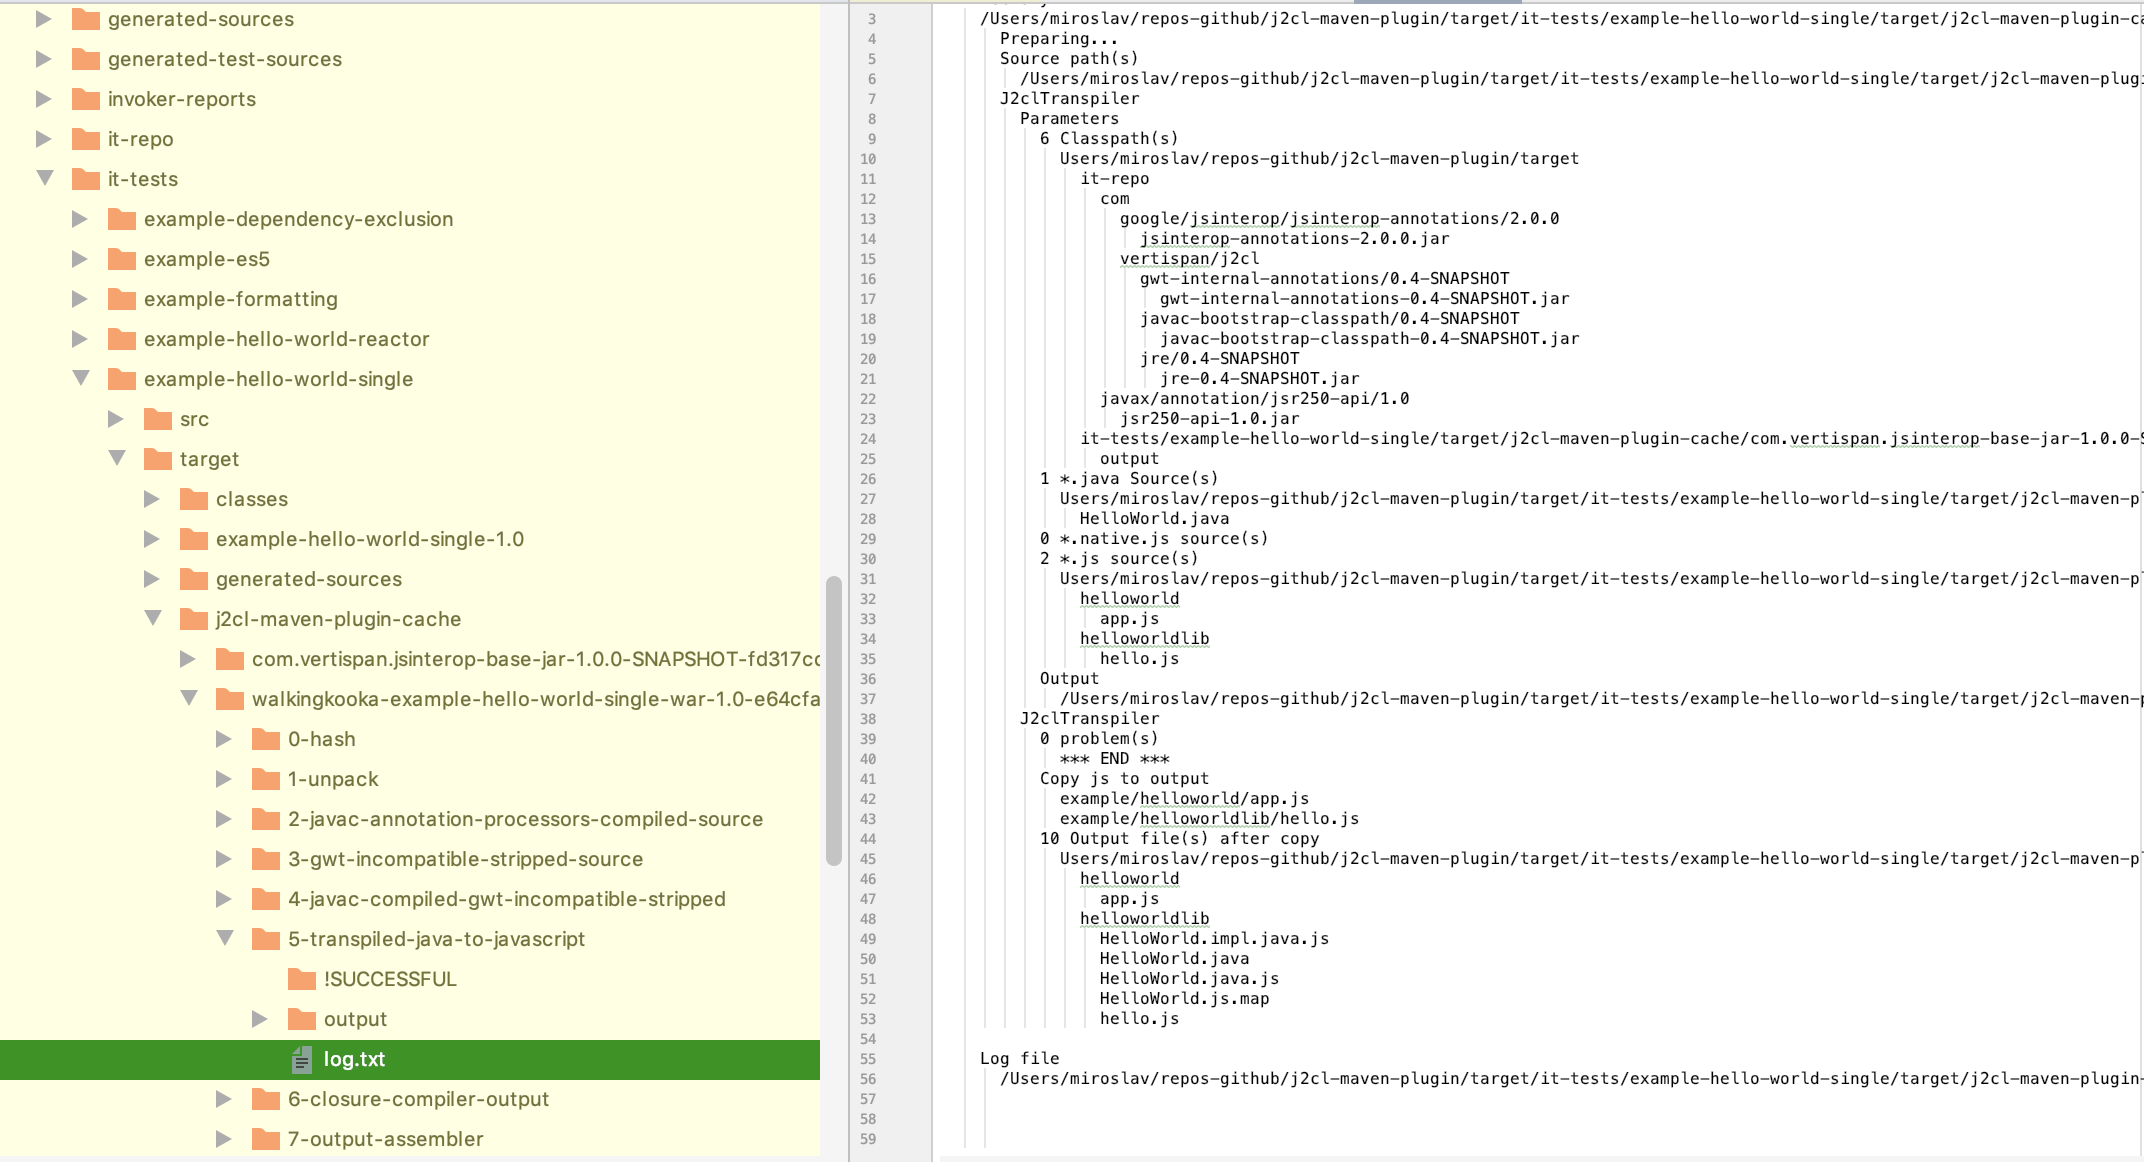 generated-sources
generated-test-sources
invoker-reports
it-repo
it-tests
example-dependency-exclusion
example-es5
example-formatting
example-hello-world-reactor
example-hello-world-single
src
target
classes
example-hello-world-single-1.0
generated-sources
j2cl-maven-plugin-cache
com.vertispan.jsinterop-base-jar-1.0.0-SNAPSHOT-fd317cc
walkingkooka-example-hello-world-single-war-1.0-e64cfa
0-hash
1-unpack
2-javac-annotation-processors-compiled-source
3-gwt-incompatible-stripped-source
4-javac-compiled-gwt-incompatible-stripped
5-transpiled-java-to-javascript
!SUCCESSFUL
output
log.txt
6-closure-compiler-output
7-output-assembler
3 /Users/miroslav/repos-github/j2cl-maven-plugin/target/it-tests/example-hello-world-single/target/j2cl-maven-plugin-ca
4 Preparing...
5 Source path(s)
6 /Users/miroslav/repos-github/j2cl-maven-plugin/target/it-tests/example-hello-world-single/target/j2cl-maven-plugi
7 J2clTranspiler
8 Parameters
9 6 Classpath(s)
10 Users/miroslav/repos-github/j2cl-maven-plugin/target
11 it-repo
12 com
13 google/jsinterop/jsinterop-annotations/2.0.0
14 jsinterop-annotations-2.0.0.jar
15 vertispan/j2cl
16 gwt-internal-annotations/0.4-SNAPSHOT
17 gwt-internal-annotations-0.4-SNAPSHOT.jar
18 javac-bootstrap-classpath/0.4-SNAPSHOT
19 javac-bootstrap-classpath-0.4-SNAPSHOT.jar
20 jre/0.4-SNAPSHOT
21 jre-0.4-SNAPSHOT.jar
22 javax/annotation/jsr250-api/1.0
23 jsr250-api-1.0.jar
24 it-tests/example-hello-world-single/target/j2cl-maven-plugin-cache/com.vertispan.jsinterop-base-jar-1.0.0-S
25 output
26 1 *.java Source(s)
27 Users/miroslav/repos-github/j2cl-maven-plugin/target/it-tests/example-hello-world-single/target/j2cl-maven-pl
28 HelloWorld.java
29 0 *.native.js source(s)
30 2 *.js source(s)
31 Users/miroslav/repos-github/j2cl-maven-plugin/target/it-tests/example-hello-world-single/target/j2cl-maven-pl
32 helloworld
33 app.js
34 helloworldlib
35 hello.js
36 Output
37 /Users/miroslav/repos-github/j2cl-maven-plugin/target/it-tests/example-hello-world-single/target/j2cl-maven-p
38 J2clTranspiler
39 0 problem(s)
40 *** END ***
41 Copy js to output
42 example/helloworld/app.js
43 example/helloworldlib/hello.js
44 10 Output file(s) after copy
45 Users/miroslav/repos-github/j2cl-maven-plugin/target/it-tests/example-hello-world-single/target/j2cl-maven-pl
46 helloworld
47 app.js
48 helloworldlib
49 HelloWorld.impl.java.js
50 HelloWorld.java
51 HelloWorld.java.js
52 HelloWorld.js.map
53 hello.js
54
55 Log file
56 /Users/miroslav/repos-github/j2cl-maven-plugin/target/it-tests/example-hello-world-single/target/j2cl-maven-plugin-
57
58
59